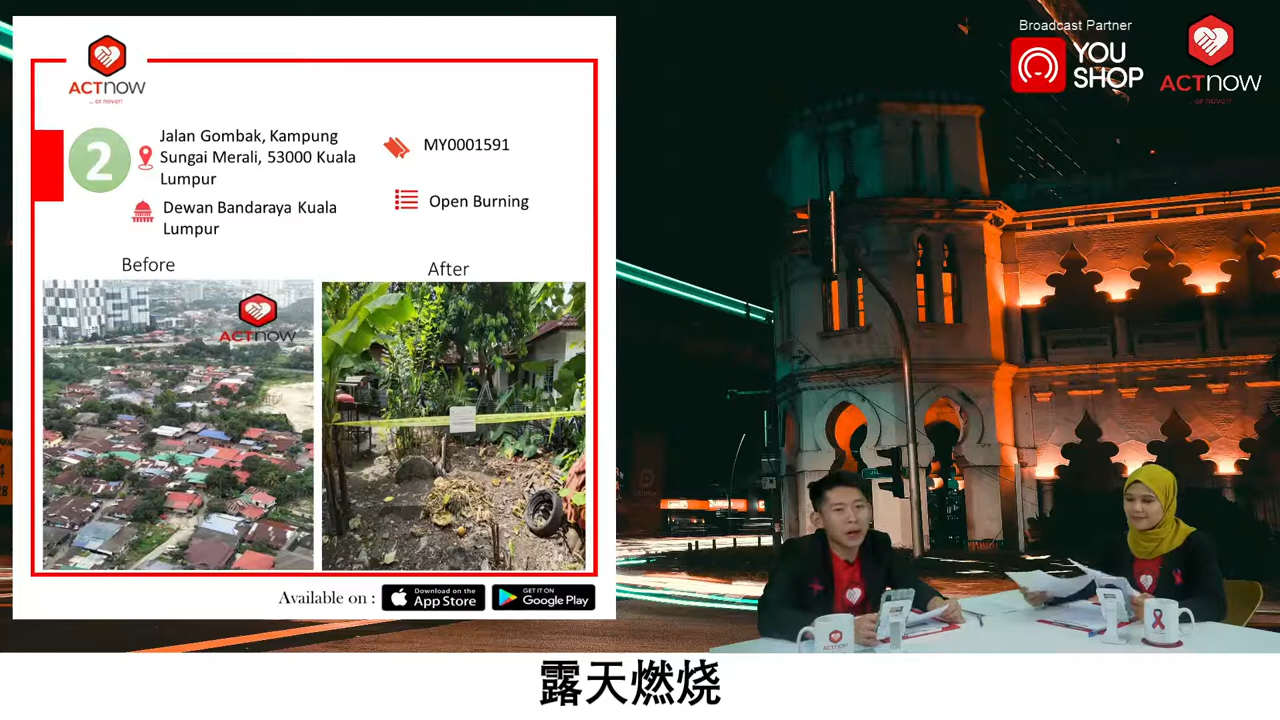 Broadcast Partner
YOU
SHOP
ACTNOW
... or never!
ACTNOW
... or never!
2
Jalan Gombak, Kampung
Sungai Merali, 53000 Kuala
Lumpur
MY0001591
Dewan Bandaraya Kuala
Lumpur
Open Burning
Before
After
ACTNOW
Available on :
Download on the
App Store
GET IT ON
Google Play
ACTNOW
露天燃烧